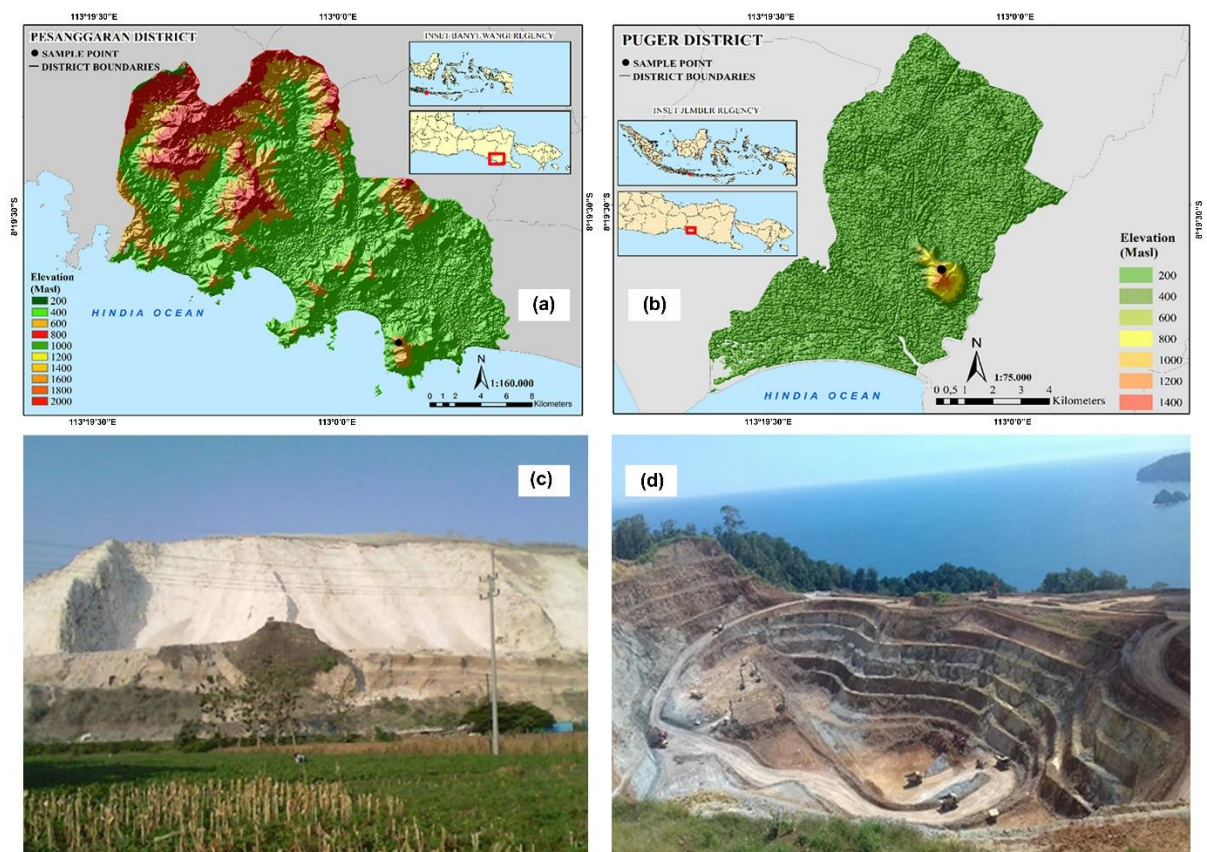 113°19'30"E
113°0'0"E
PESANGGARAN DISTRICT
SAMPLE POINT
DISTRICT BOUNDARIES
INSET BANYUWANGI REGENCY
8°19'30"S
Elevation
(Masl)
200
400
600
800
1000
1200
1400
1600
1800
2000
HINDIA OCEAN
(a)
N
1:160.000
0 1 2 4 6 8
Kilometers
8°19'30"S
113°19'30"E
113°0'0"E
113°19'30"E
113°0'0"E
PUGER DISTRICT
SAMPLE POINT
DISTRICT BOUNDARIES
INSET JEMBER REGENCY
8°19'30"S
(b)
HINDIA OCEAN
N
1:75.000
0 0,5 1 2 3 4
Kilometers
Elevation
(Masl)
200
400
600
800
1000
1200
1400
113°19'30"E
113°0'0"E
(c)
(d)